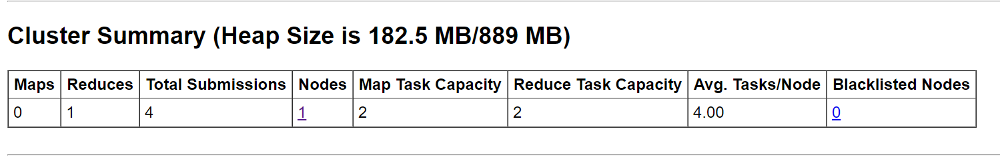 Cluster Summary (Heap Size is 182.5 MB/889 MB)
Maps Reduces Total Submissions Nodes Map Task Capacity Reduce Task Capacity Avg. Tasks/Node Blacklisted Nodes
0 1 4 1 2 2 4.00 0